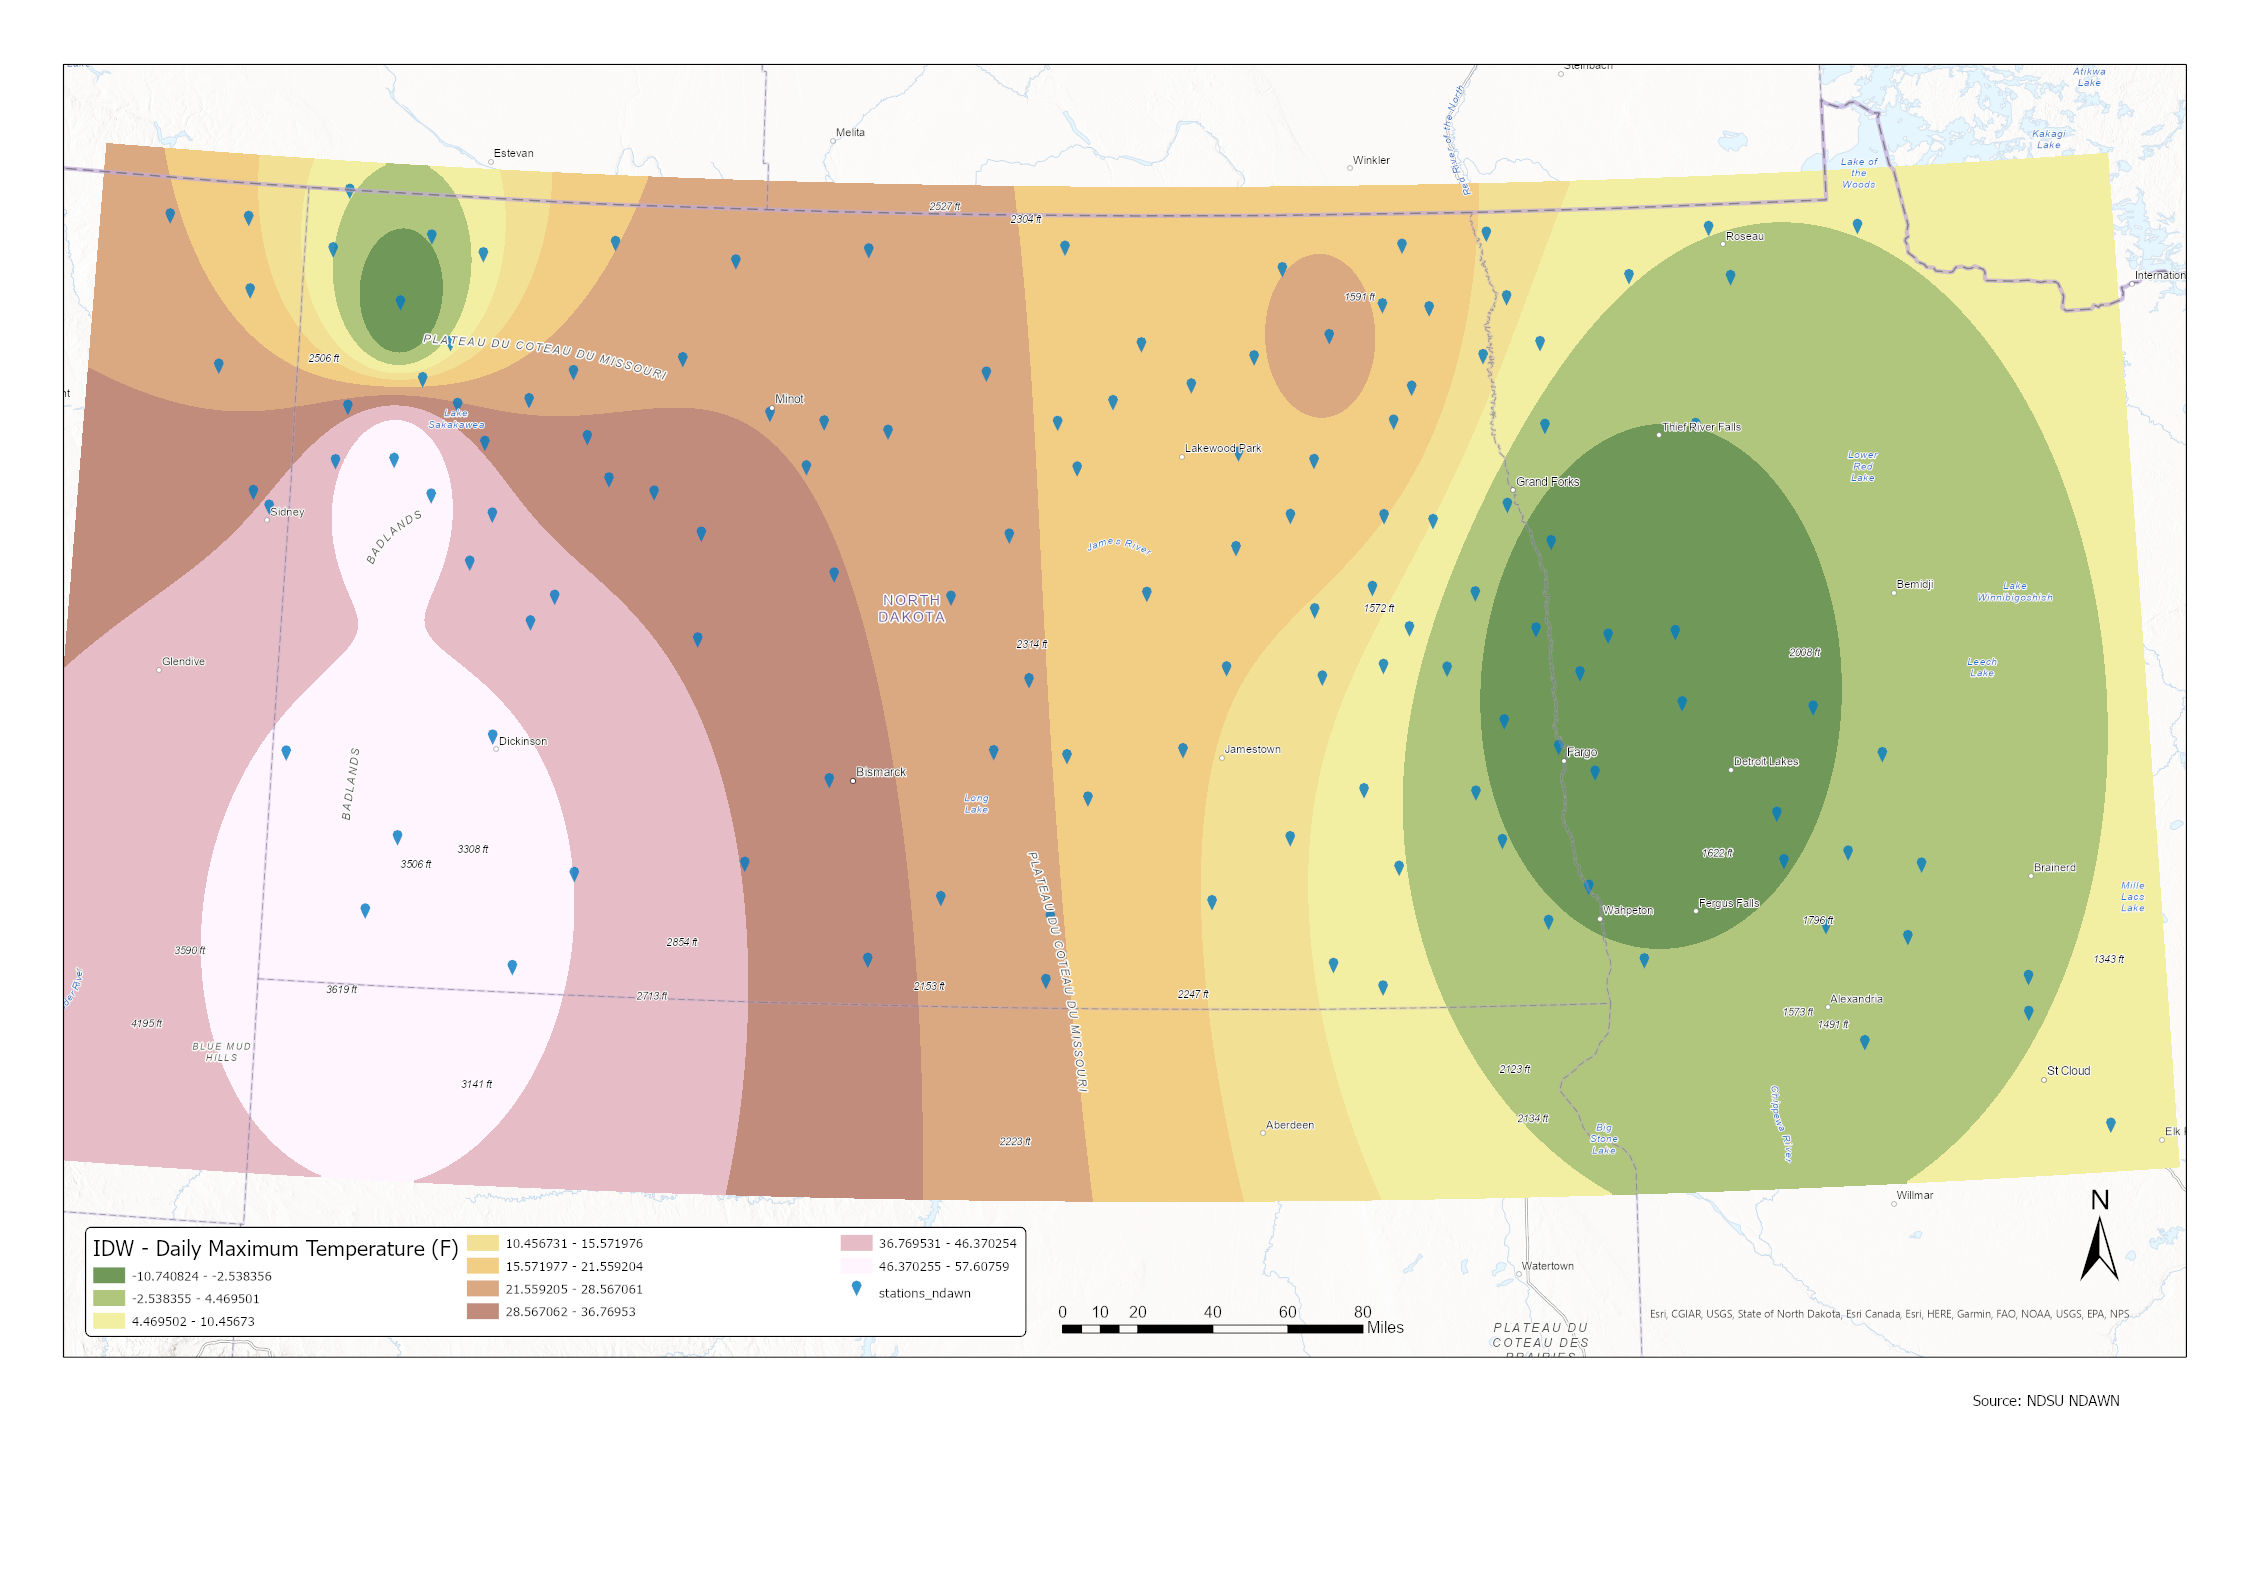 Steinbach
Atikwa
Lake
Kakagi
Lake
Melita
Estevan
Winkler
Red River of the North
Lake of
the
Woods
2527 ft
2304 ft
Roseau
International
1591 ft
PLATEAU DU COTEAU DU MISSOURI
2506 ft
Minot
Lake
Sakakawea
Thief River Falls
Lakewood Park
Lower
Red
Lake
Grand Forks
Sidney
BADLANDS
James River
Bemidji
Lake
Winnibigoshish
NORTH
DAKOTA
1572 ft
2314 ft
2008 ft
Glendive
Leech
Lake
Dickinson
Jamestown
Fargo
Detroit Lakes
Bismarck
BADLANDS
Long
Lake
3308 ft
3506 ft
1622 ft
Brainerd
Mille
Lacs
Lake
Fergus Falls
Wahpeton
1796 ft
PLATEAU DU COTEAU DU MISSOURI
2854 ft
3590 ft
1343 ft
3619 ft
2153 ft
2713 ft
2247 ft
Alexandria
1573 ft
1491 ft
4195 ft
BLUE MUD
HILLS
3141 ft
2123 ft
St Cloud
2134 ft
Chippewa River
Big
Stone
Lake
Aberdeen
2223 ft
Elk
Willmar
N
IDW - Daily Maximum Temperature (F)
-10.740824 - -2.538356
-2.538355 - 4.469501
4.469502 - 10.45673
10.456731 - 15.571976
15.571977 - 21.559204
21.559205 - 28.567061
28.567062 - 36.76953
36.769531 - 46.370254
46.370255 - 57.60759
stations_ndawn
Watertown
0 10 20 40 60 80
Miles
Esri, CGIAR, USGS, State of North Dakota, Esri Canada, Esri, HERE, Garmin, FAO, NOAA, USGS, EPA, NPS
PLATEAU DU
COTEAU DES
PRAIRIES
Source: NDSU NDAWN